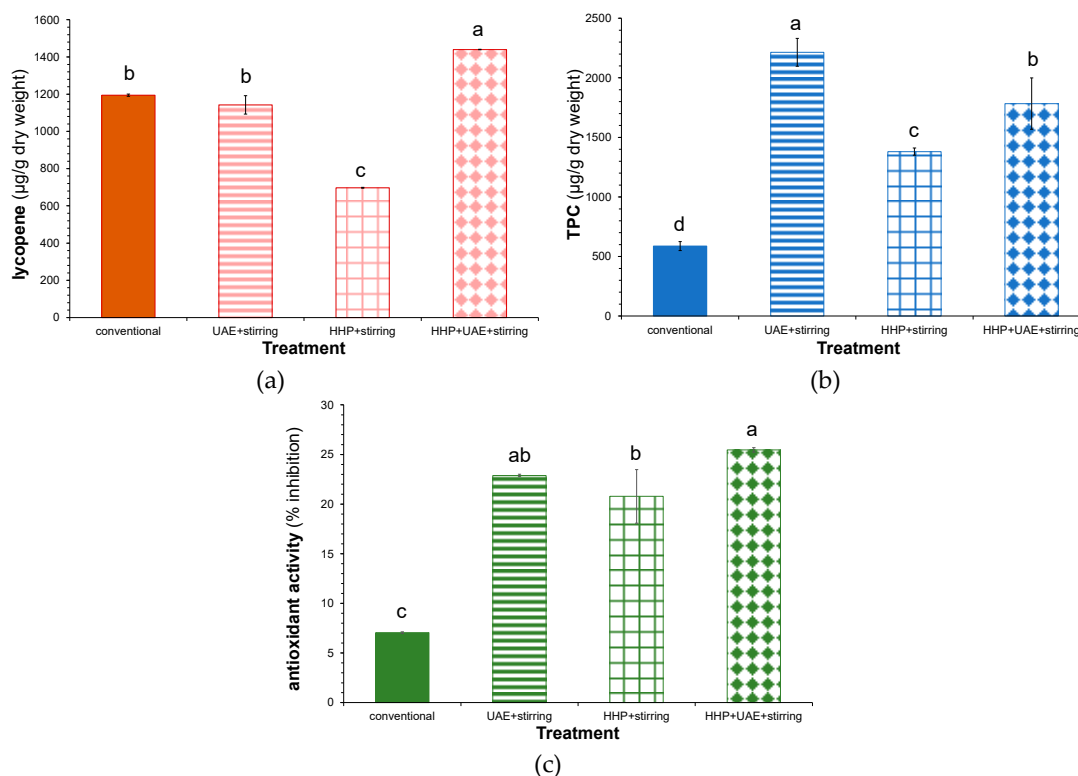 lycopene (µg/g dry weight)
1600
1400
1200
1000
800
600
400
200
0
b
b
c
a
conventional
UAE+stirring
HHP+stirring
HHP+UAE+stirring
Treatment
(a)
TPC (µg/g dry weight)
2500
2000
1500
1000
500
0
d
a
c
b
conventional
UAE+stirring
HHP+stirring
HHP+UAE+stirring
Treatment
(b)
antioxidant activity (% inhibition)
30
25
20
15
10
5
0
c
ab
b
a
conventional
UAE+stirring
HHP+stirring
HHP+UAE+stirring
Treatment
(c)